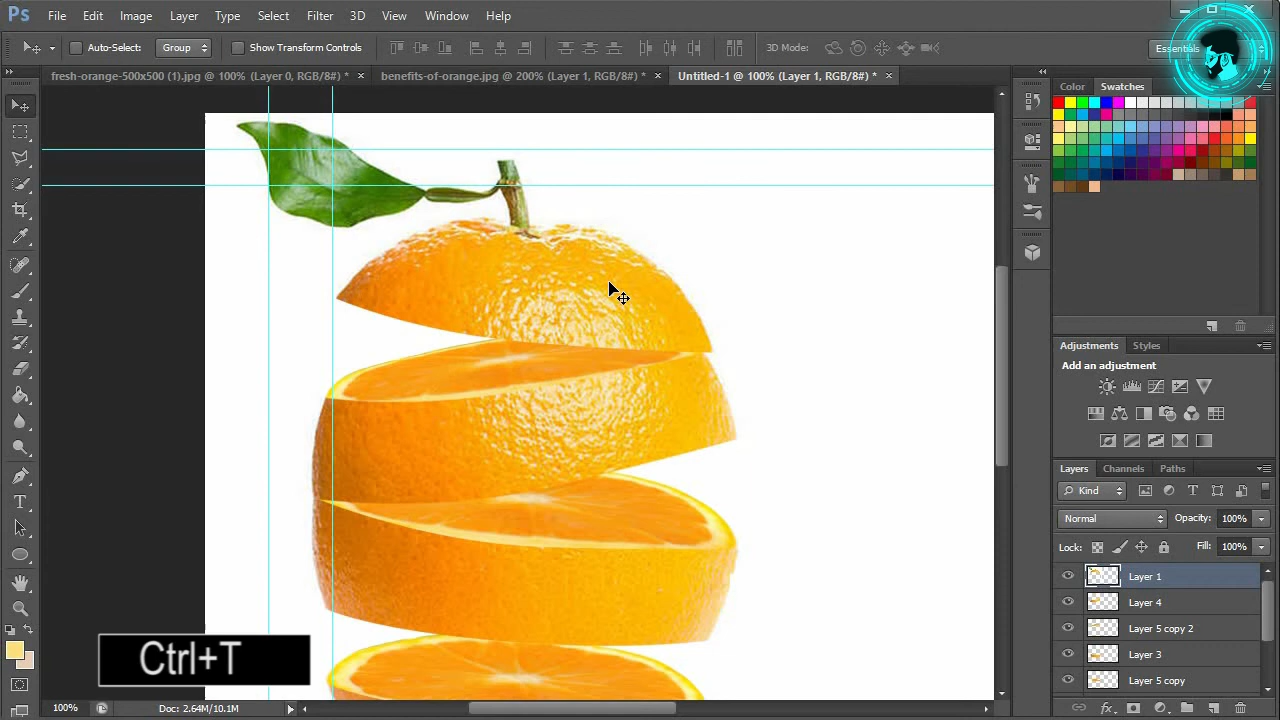 Ps File Edit Image Layer Type Select Filter 3D View Window Help
Auto-Select: Group Show Transform Controls 3D Mode: Essentials
fresh-orange-500x500 (1).jpg @ 100% (Layer 0, RGB/8#) * × benefits-of-orange.jpg @ 200% (Layer 1, RGB/8#) * × Untitled-1 @ 100% (Layer 1, RGB/8#) * ×
Color Swatches
Adjustments Styles
Add an adjustment
Layers Channels Paths
Kind
Normal Opacity: 100%
Lock: Fill: 100%
Layer 1
Layer 4
Layer 5 copy 2
Layer 3
Layer 5 copy
Ctrl+T
100% Doc: 2.64M/10.1M